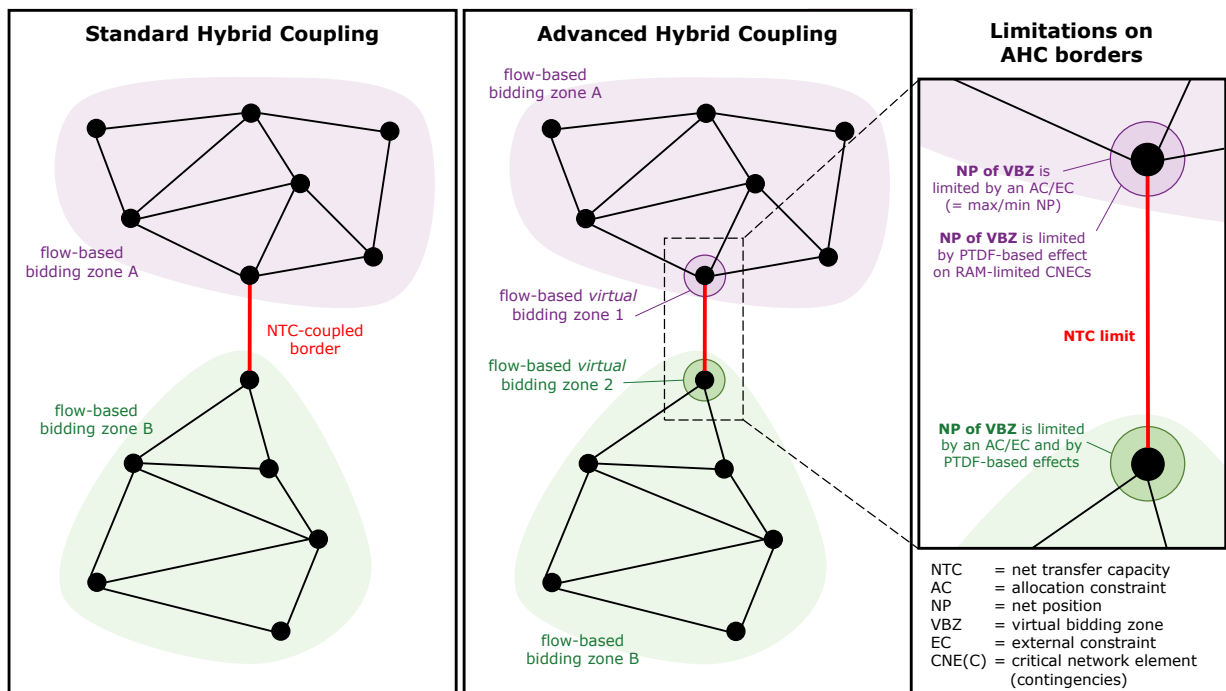 Standard Hybrid Coupling
flow-based
bidding zone A
NTC-coupled
border
flow-based
bidding zone B
Advanced Hybrid Coupling
flow-based
bidding zone A
flow-based virtual
bidding zone 1
flow-based virtual
bidding zone 2
flow-based
bidding zone B
Limitations on
AHC borders
NP of VBZ is
limited by an AC/EC
(= max/min NP)
NP of VBZ is limited
by PTDF-based effect
on RAM-limited CNECs
NTC limit
NP of VBZ is limited
by an AC/EC and by
PTDF-based effects
NTC = net transfer capacity
AC = allocation constraint
NP = net position
VBZ = virtual bidding zone
EC = external constraint
CNE(C) = critical network element
(contingencies)